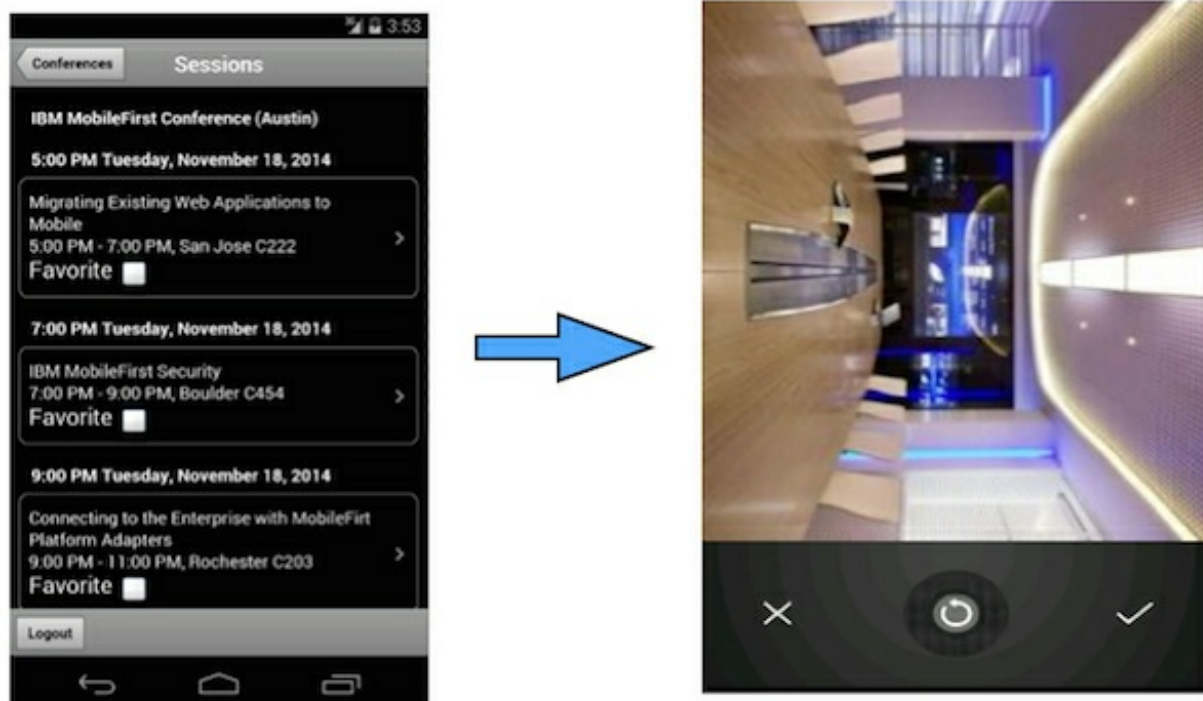 3:53
Conferences
Sessions
IBM MobileFirst Conference (Austin)
5:00 PM Tuesday, November 18, 2014
Migrating Existing Web Applications to
Mobile
5:00 PM - 7:00 PM, San Jose C222
Favorite
7:00 PM Tuesday, November 18, 2014
IBM MobileFirst Security
7:00 PM - 9:00 PM, Boulder C454
Favorite
9:00 PM Tuesday, November 18, 2014
Connecting to the Enterprise with MobileFirt
Platform Adapters
9:00 PM - 11:00 PM, Rochester C203
Favorite
Logout